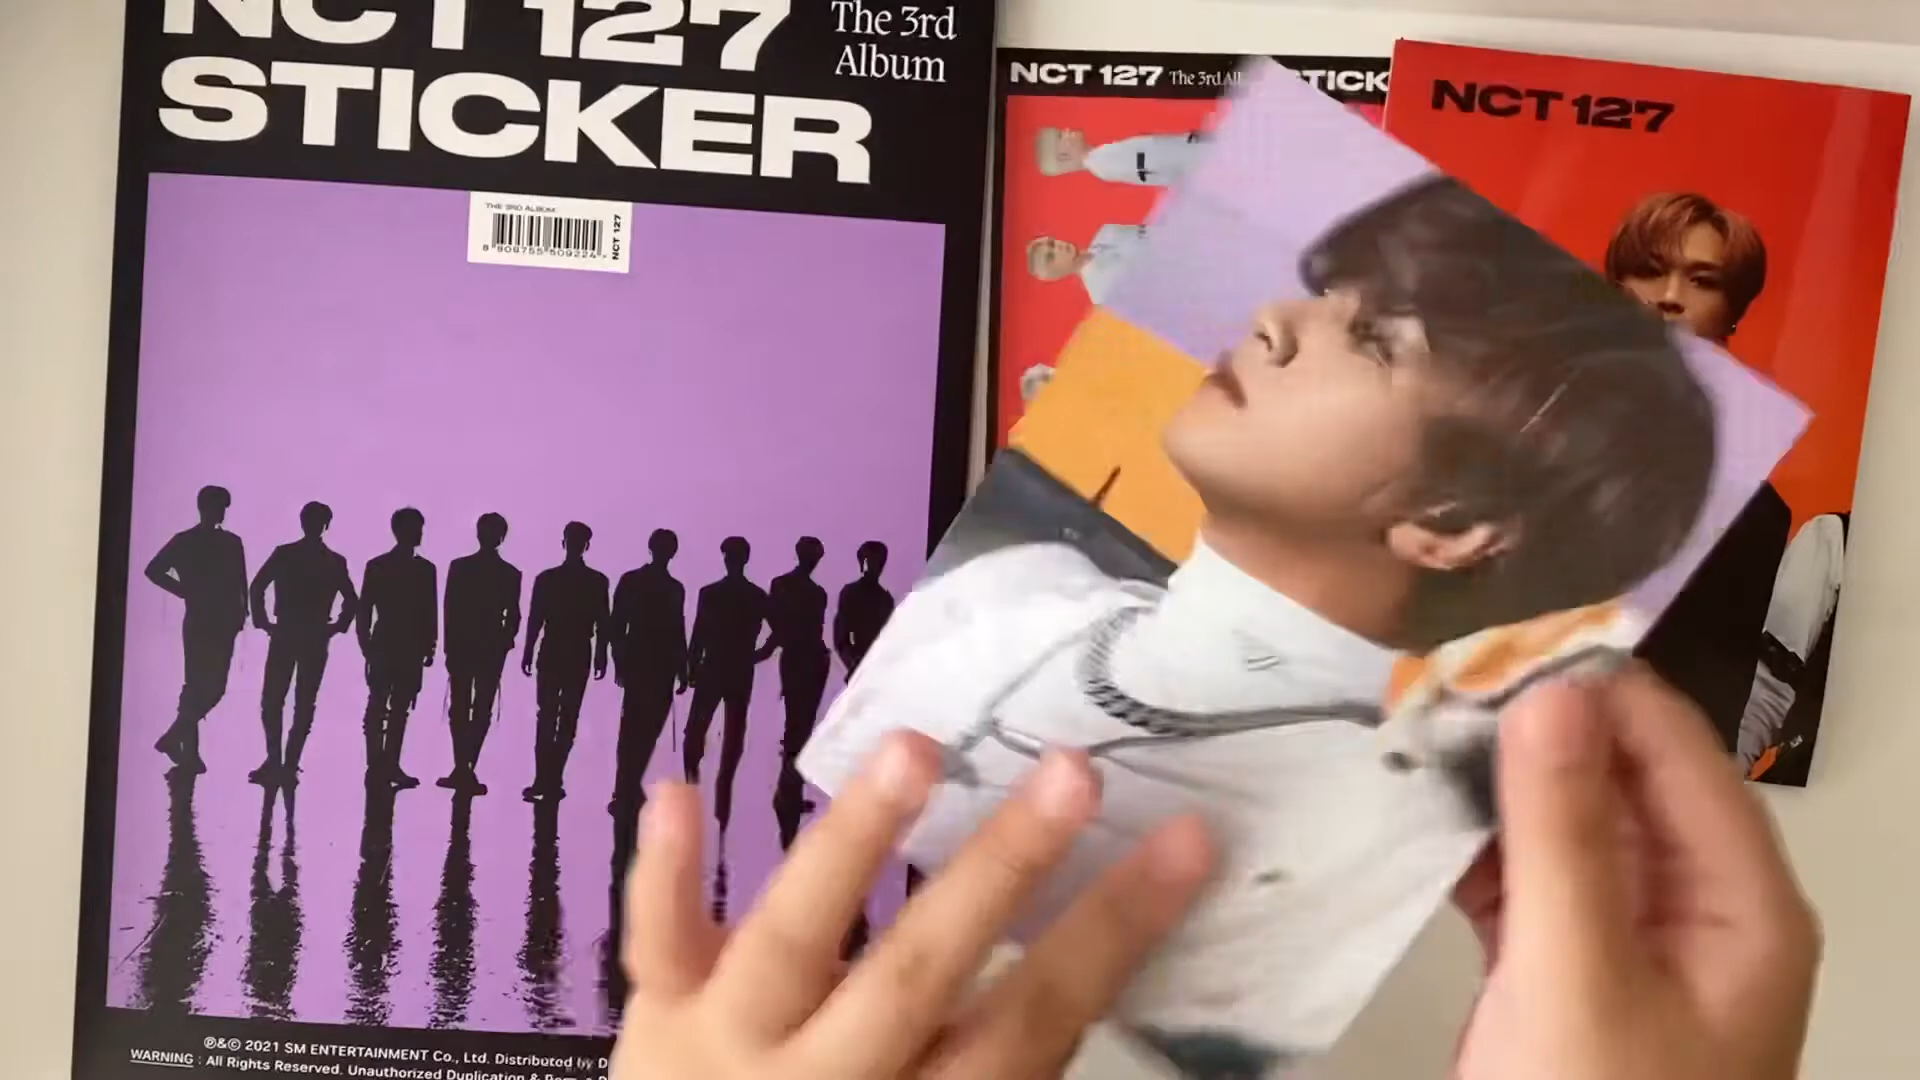 NCT 127
STICKER
The 3rd
Album
THE 3RD ALBUM
NCT 127
NCT 127 The 3rd
NCT 127
℗&© 2021 SM ENTERTAINMENT Co., Ltd. Distributed by
WARNING : All Rights Reserved. Unauthorized Duplication &